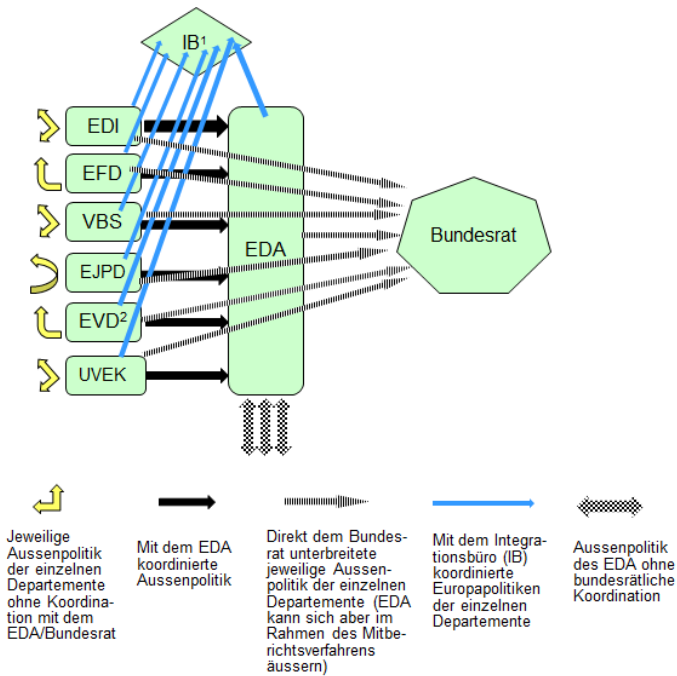 IB¹
EDI
EFD
VBS
EJPD
EVD²
UVEK
EDA
Bundesrat
Jeweilige
Aussenpolitik
der einzelnen
Departemente
ohne Koordina-
tion mit dem
EDA/Bundesrat
Mit dem EDA
koordinierte
Aussenpolitik
Direkt dem Bundes-
rat unterbreitete
jeweilige Aussen-
politik der einzelnen
Departemente (EDA
kann sich aber im
Rahmen des Mitbe-
richtsverfahrens
äussern)
Mit dem Integra-
tionsbüro (IB)
koordinierte
Europapolitiken
der einzelnen
Departemente
Aussenpolitik
des EDA ohne
bundesrätliche
Koordination